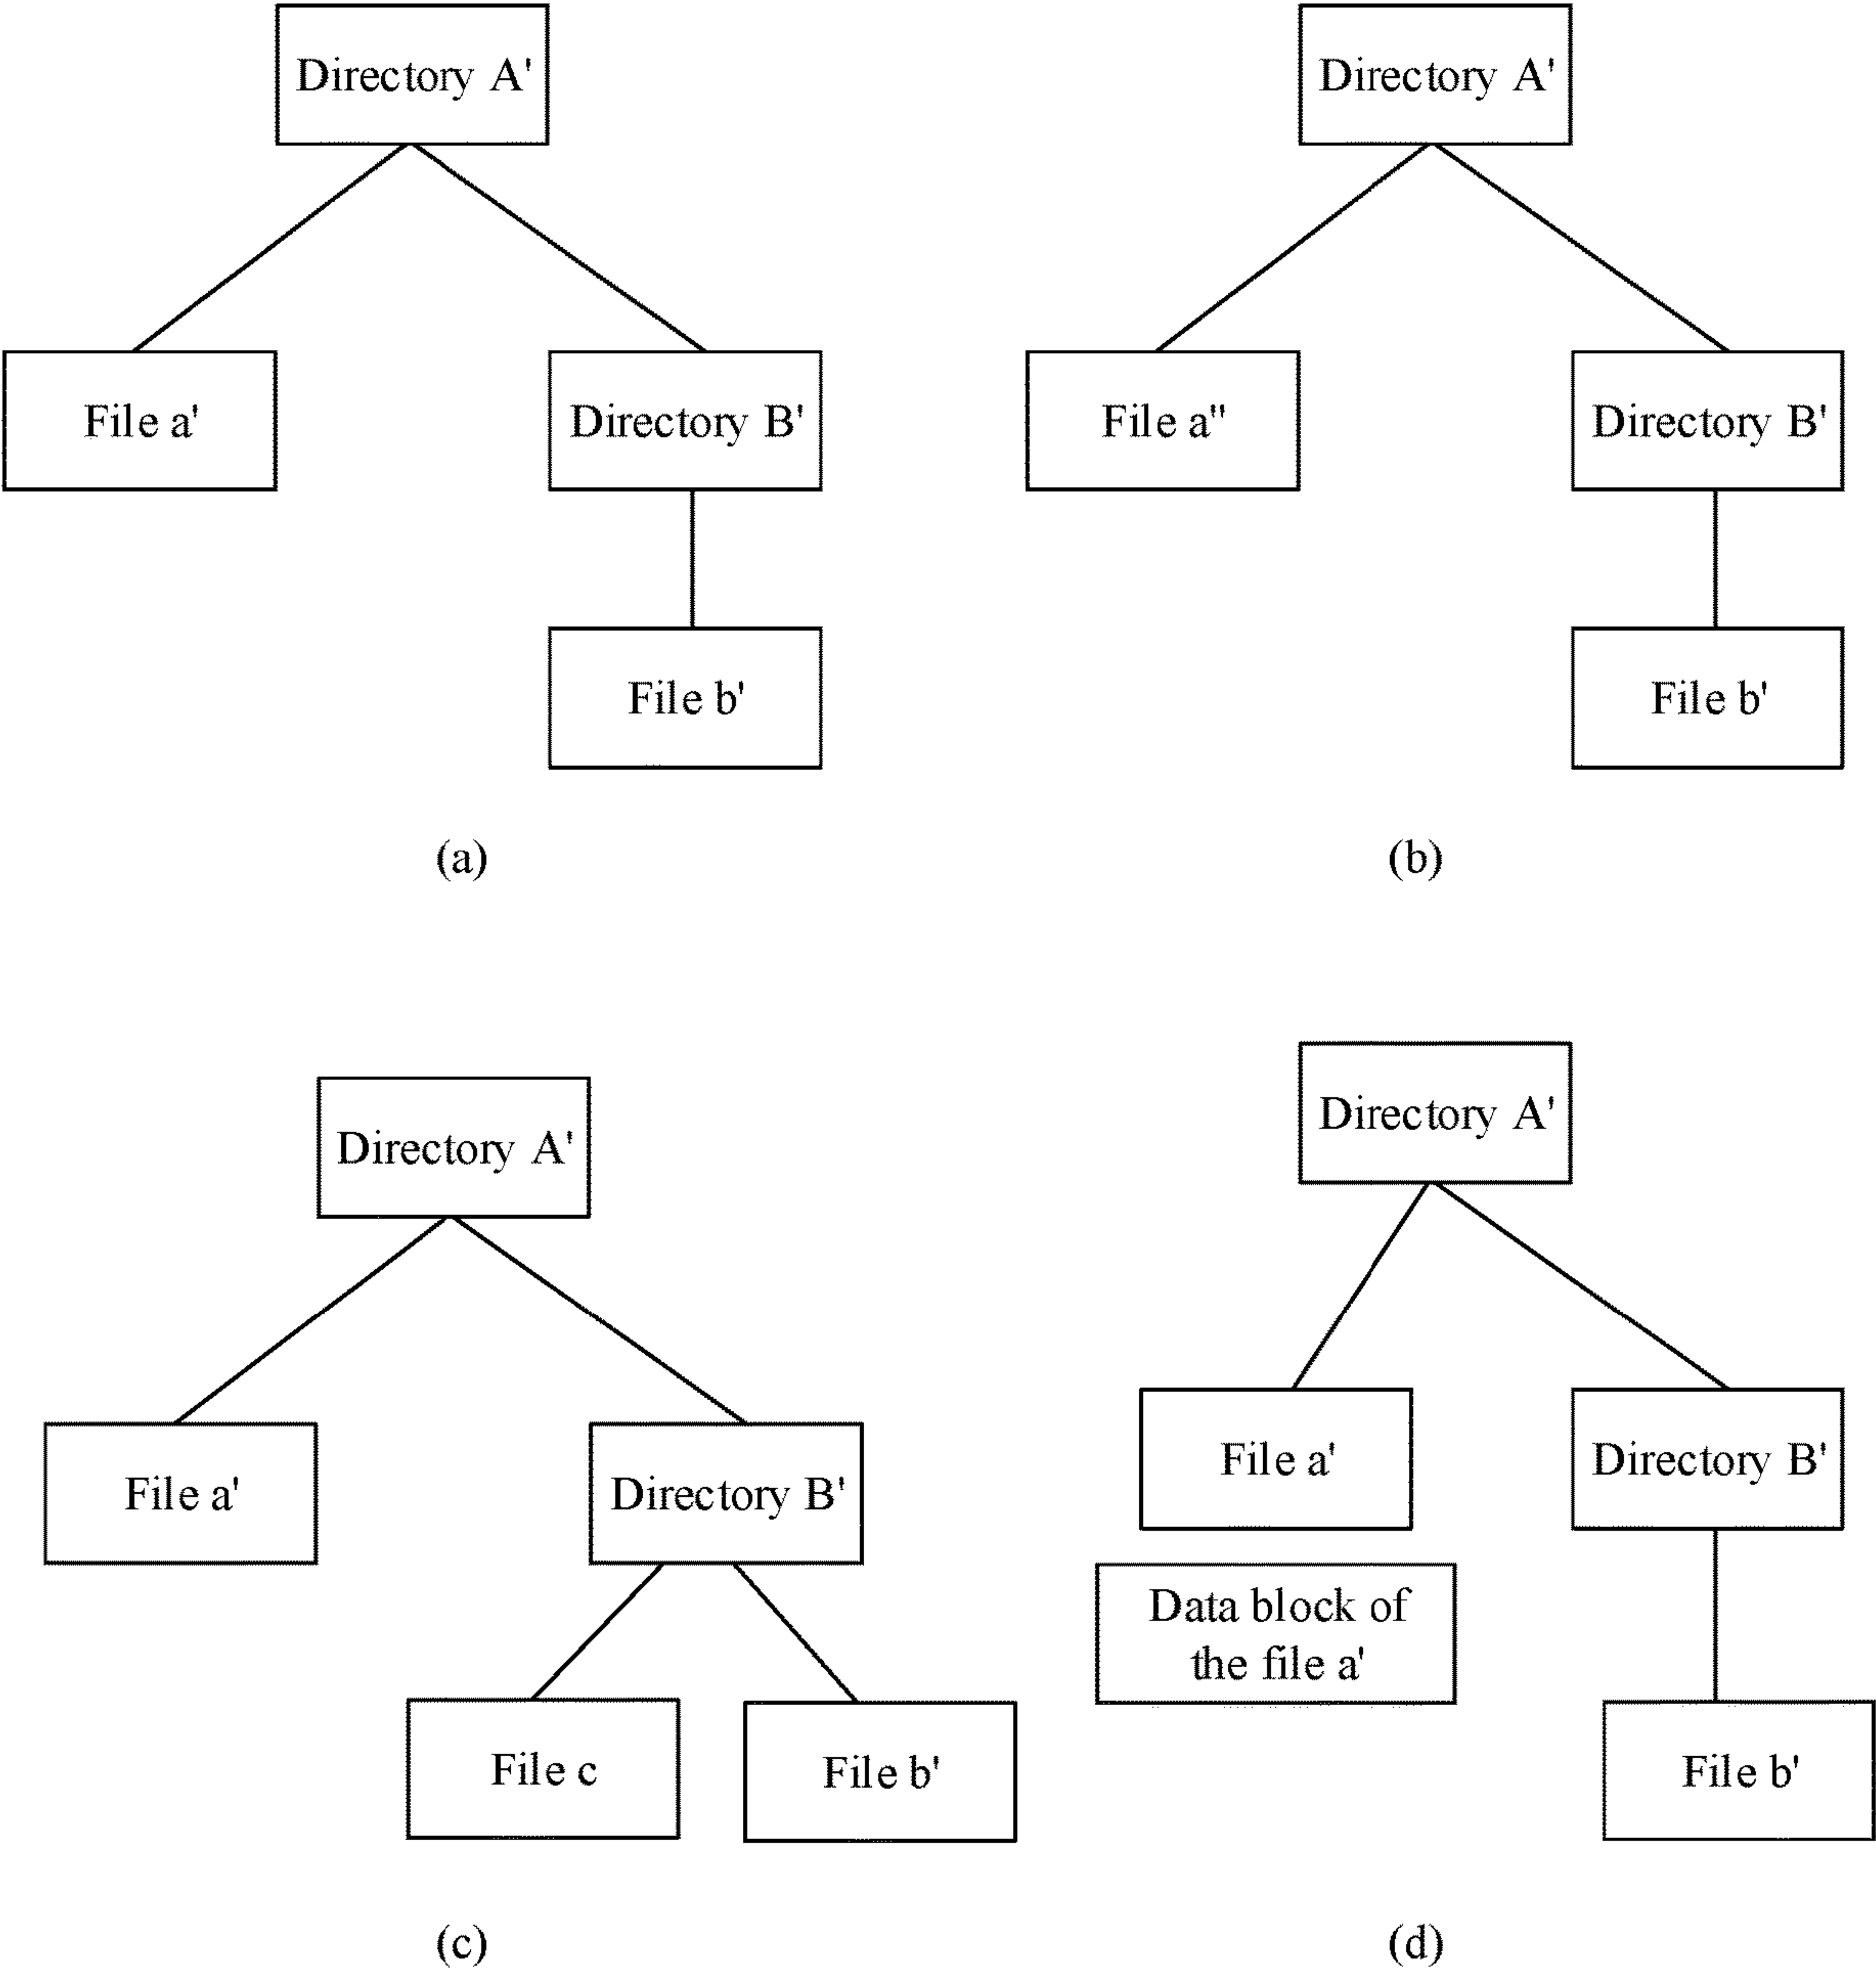 Directory A'
File a'
Directory B'
File b'
(a)
Directory A'
File a''
Directory B'
File b'
(b)
Directory A'
File a'
Directory B'
File c
File b'
(c)
Directory A'
File a'
Directory B'
Data block of
the file a'
File b'
(d)